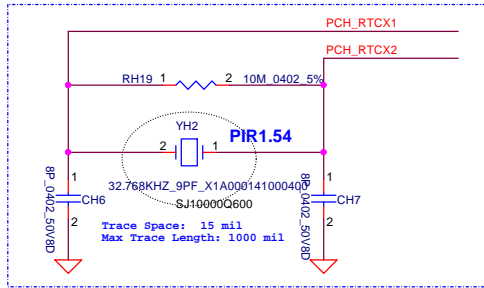 PCH_RTCX1
PCH_RTCX2
RH19 1 2 10M_0402_5%
YH2
PIR1.54
2 1
32.768KHZ_9PF_X1A000141000400
SJ10000Q600
8P_0402_50V8D
1
CH6
2
8P_0402_50V8D
1
CH7
2
Trace Space: 15 mil
Max Trace Length: 1000 mil